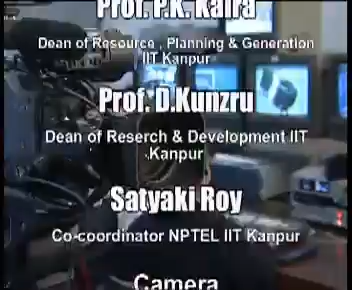 Prof. P.K. Kalra
Dean of Resource , Planning & Generation
IIT Kanpur
Prof. D.Kunzru
Dean of Reserch & Development IIT
Kanpur
Satyaki Roy
Co-coordinator NPTEL IIT Kanpur
Camera